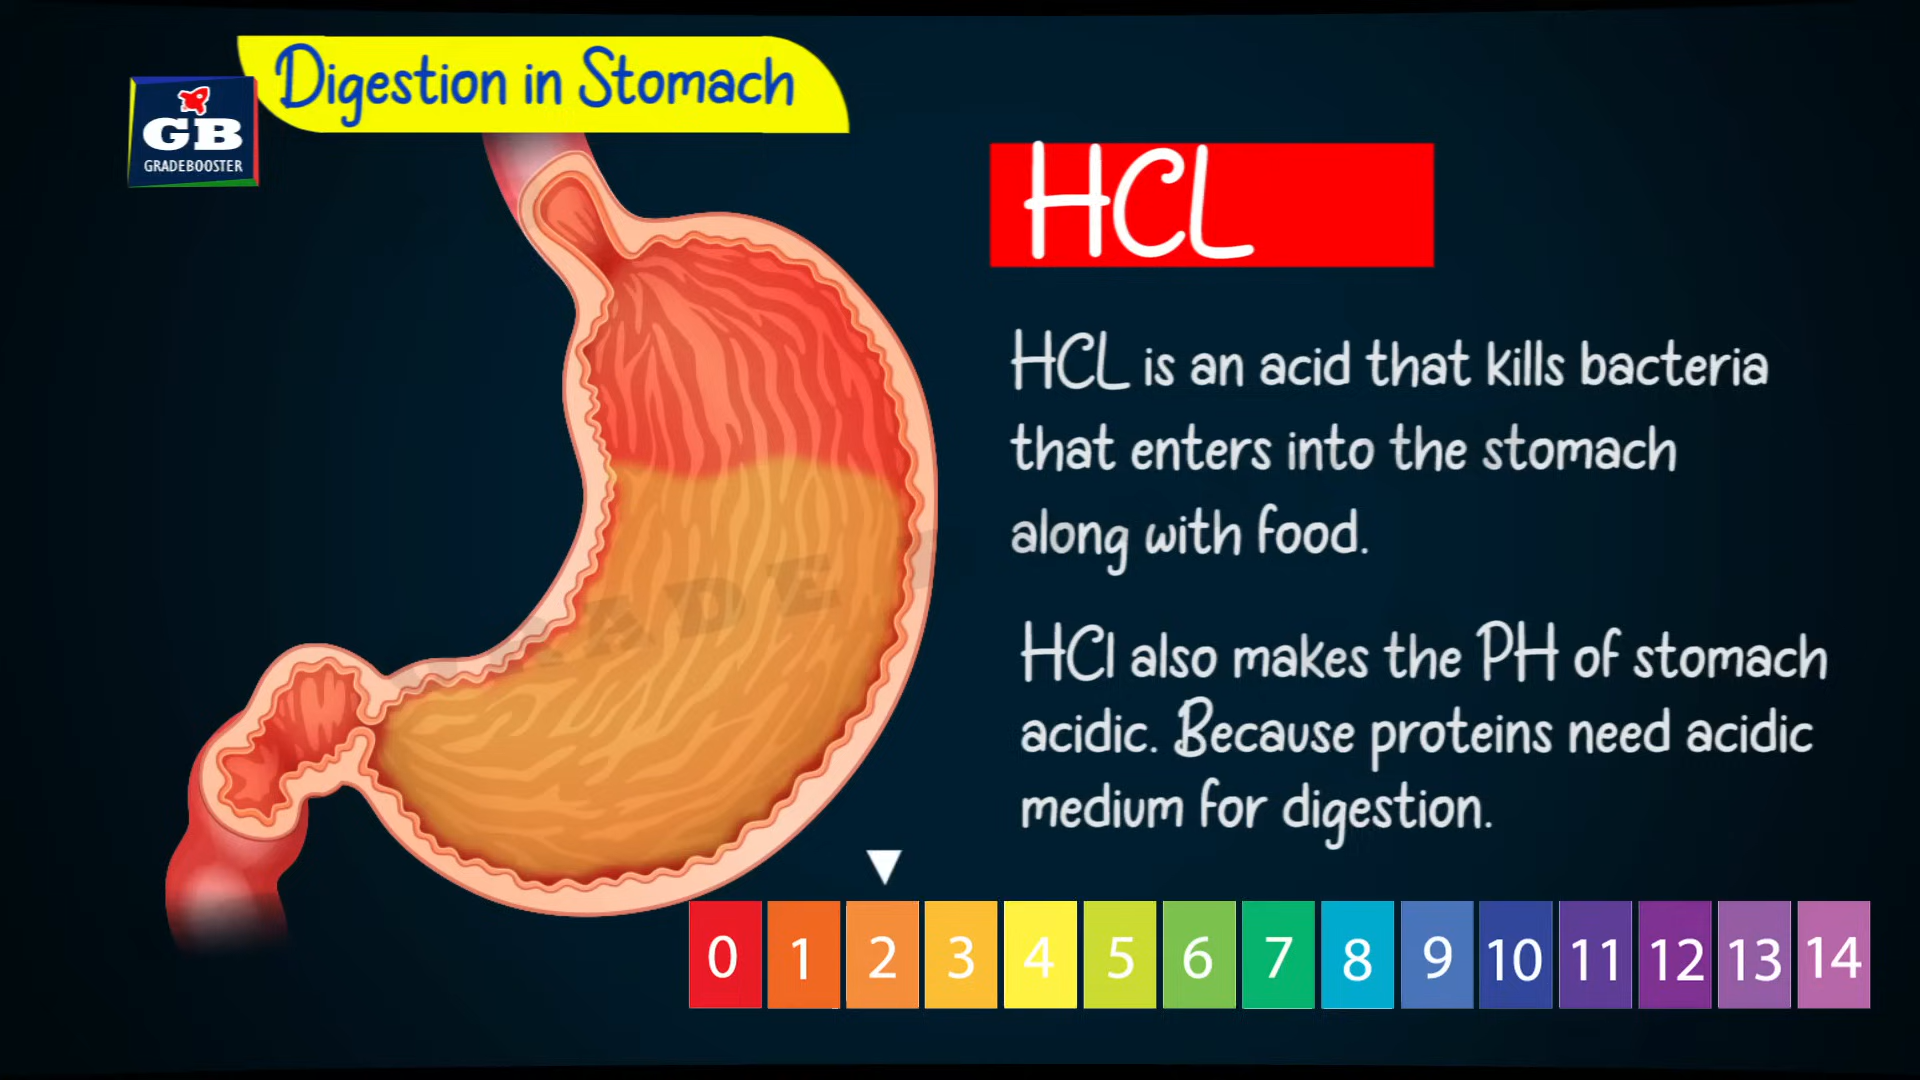 Digestion in Stomach
GB
GRADEBOOSTER
HCL
HCL is an acid that kills bacteria
that enters into the stomach
along with food.
HCl also makes the PH of stomach
acidic. Because proteins need acidic
medium for digestion.
0 1 2 3 4 5 6 7 8 9 10 11 12 13 14